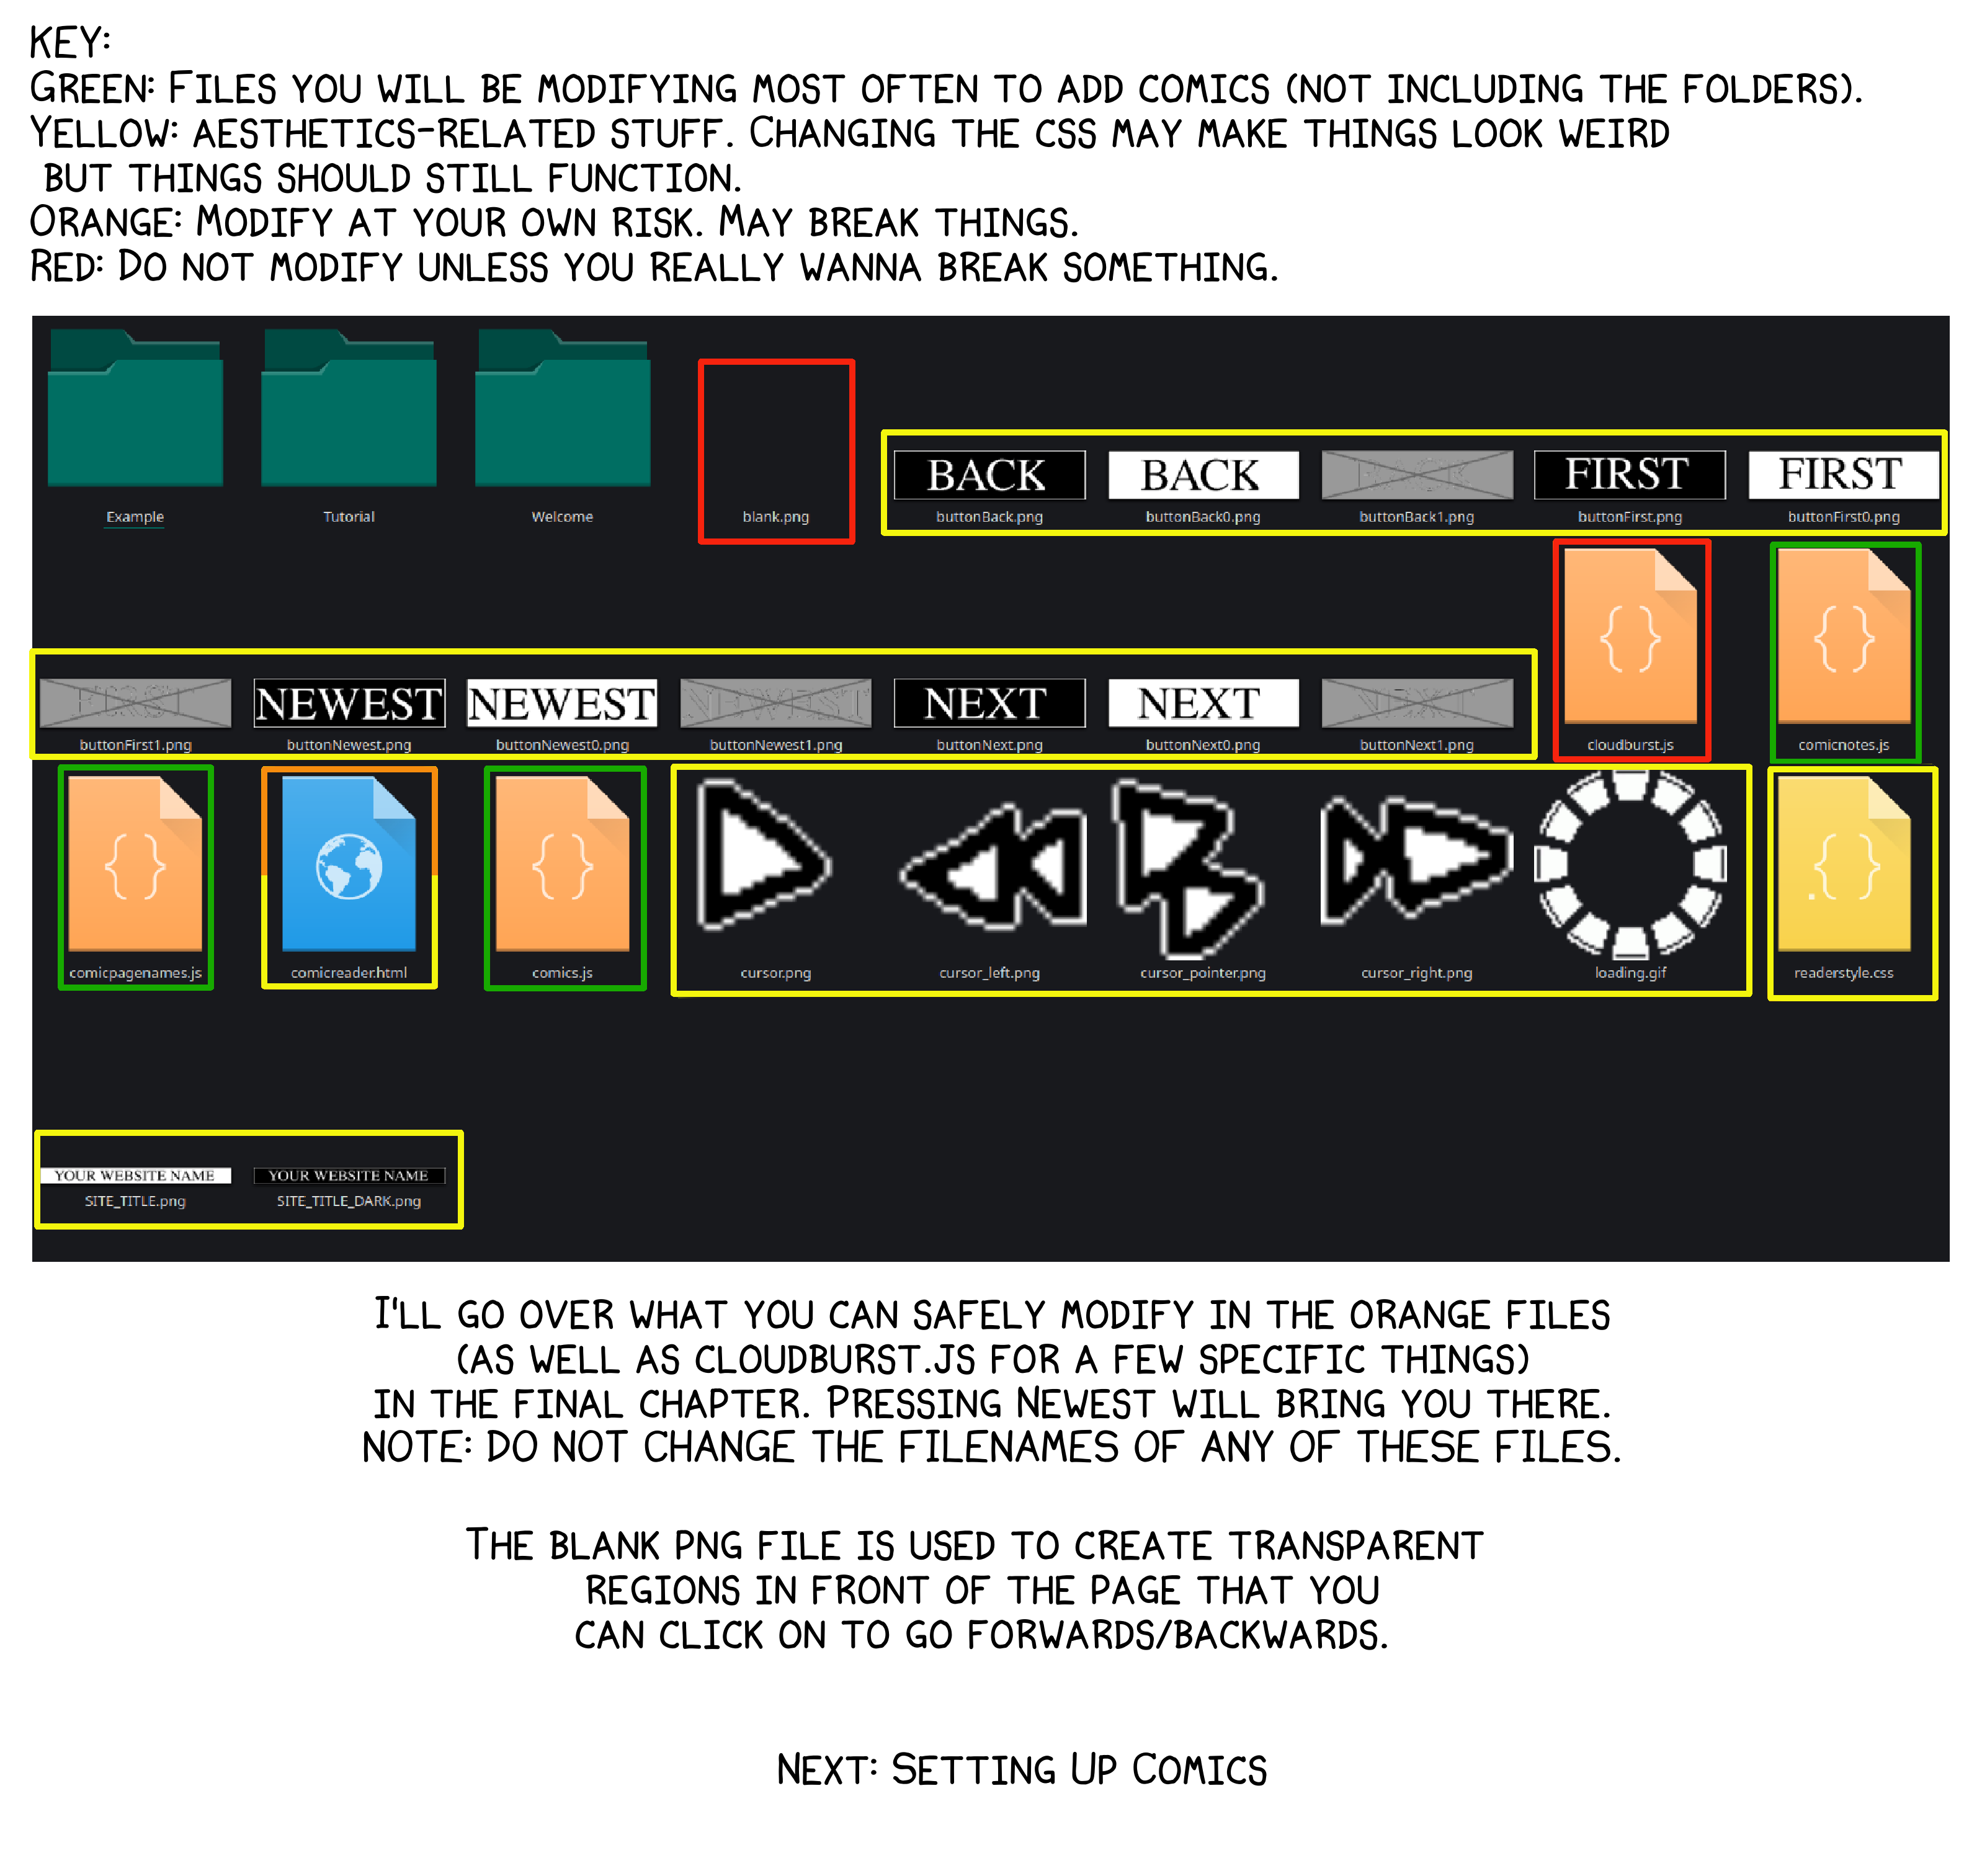 KEY:
GREEN: FILES YOU WILL BE MODIFYING MOST OFTEN TO ADD COMICS (NOT INCLUDING THE FOLDERS).
YELLOW: AESTHETICS-RELATED STUFF. CHANGING THE CSS MAY MAKE THINGS LOOK WEIRD
BUT THINGS SHOULD STILL FUNCTION.
ORANGE: MODIFY AT YOUR OWN RISK. MAY BREAK THINGS.
RED: DO NOT MODIFY UNLESS YOU REALLY WANNA BREAK SOMETHING.
BACK BACK BACK FIRST FIRST
Example Tutorial Welcome blank.png buttonBack.png buttonBack0.png buttonBack1.png buttonFirst.png buttonFirst0.png
{ } { }
FIRST NEWEST NEWEST NEWEST NEXT NEXT NEXT
buttonFirst1.png buttonNewest.png buttonNewest0.png buttonNewest1.png buttonNext.png buttonNext0.png buttonNext1.png cloudburst.js comicnotes.js
{ } { } .{ }
comicpagenames.js comicreader.html comics.js cursor.png cursor_left.png cursor_pointer.png cursor_right.png loading.gif readerstyle.css
YOUR WEBSITE NAME YOUR WEBSITE NAME
SITE_TITLE.png SITE_TITLE_DARK.png
I'LL GO OVER WHAT YOU CAN SAFELY MODIFY IN THE ORANGE FILES
(AS WELL AS CLOUDBURST.JS FOR A FEW SPECIFIC THINGS)
IN THE FINAL CHAPTER. PRESSING NEWEST WILL BRING YOU THERE.
NOTE: DO NOT CHANGE THE FILENAMES OF ANY OF THESE FILES.
THE BLANK PNG FILE IS USED TO CREATE TRANSPARENT
REGIONS IN FRONT OF THE PAGE THAT YOU
CAN CLICK ON TO GO FORWARDS/BACKWARDS.
NEXT: SETTING UP COMICS